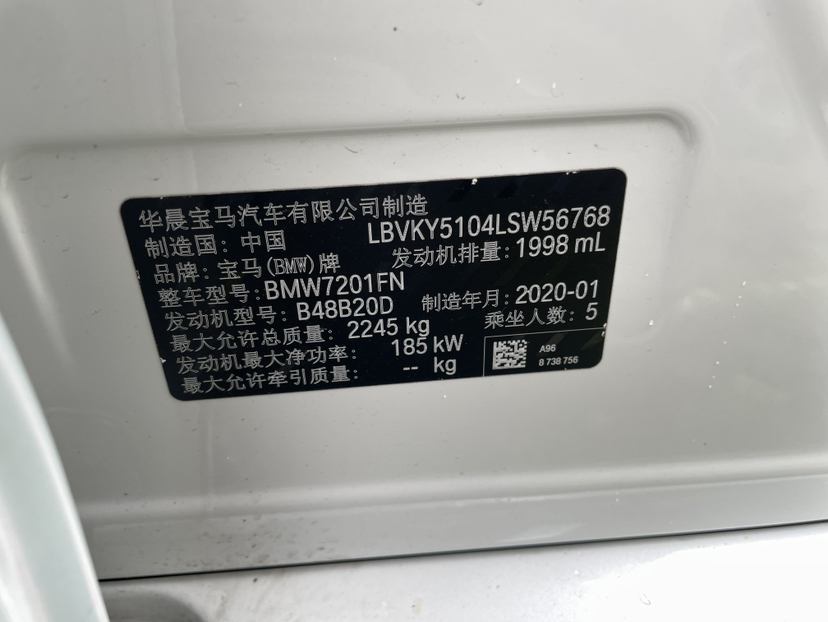 华晨宝马汽车有限公司制造
制造国：中国 LBVKY5104LSW56768
品牌：宝马(BMW)牌 发动机排量：1998 mL
整车型号：BMW7201FN
发动机型号：B48B20D 制造年月：2020-01
最大允许总质量：2245 kg 乘坐人数：5
发动机最大净功率：185 kW
最大允许牵引质量：-- kg
A96
8 738 756